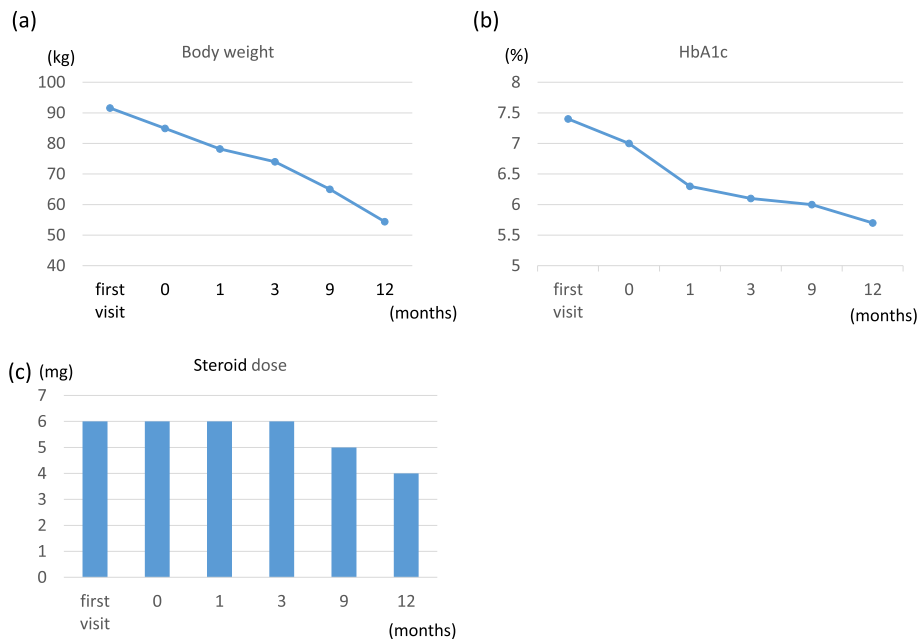 (a)
(kg)
Body weight
100
90
80
70
60
50
40
first visit
0
1
3
9
12
(months)
(b)
(%)
HbA1c
8
7.5
7
6.5
6
5.5
5
first visit
0
1
3
9
12
(months)
(c)
(mg)
Steroid dose
7
6
5
4
3
2
1
0
first visit
0
1
3
9
12
(months)